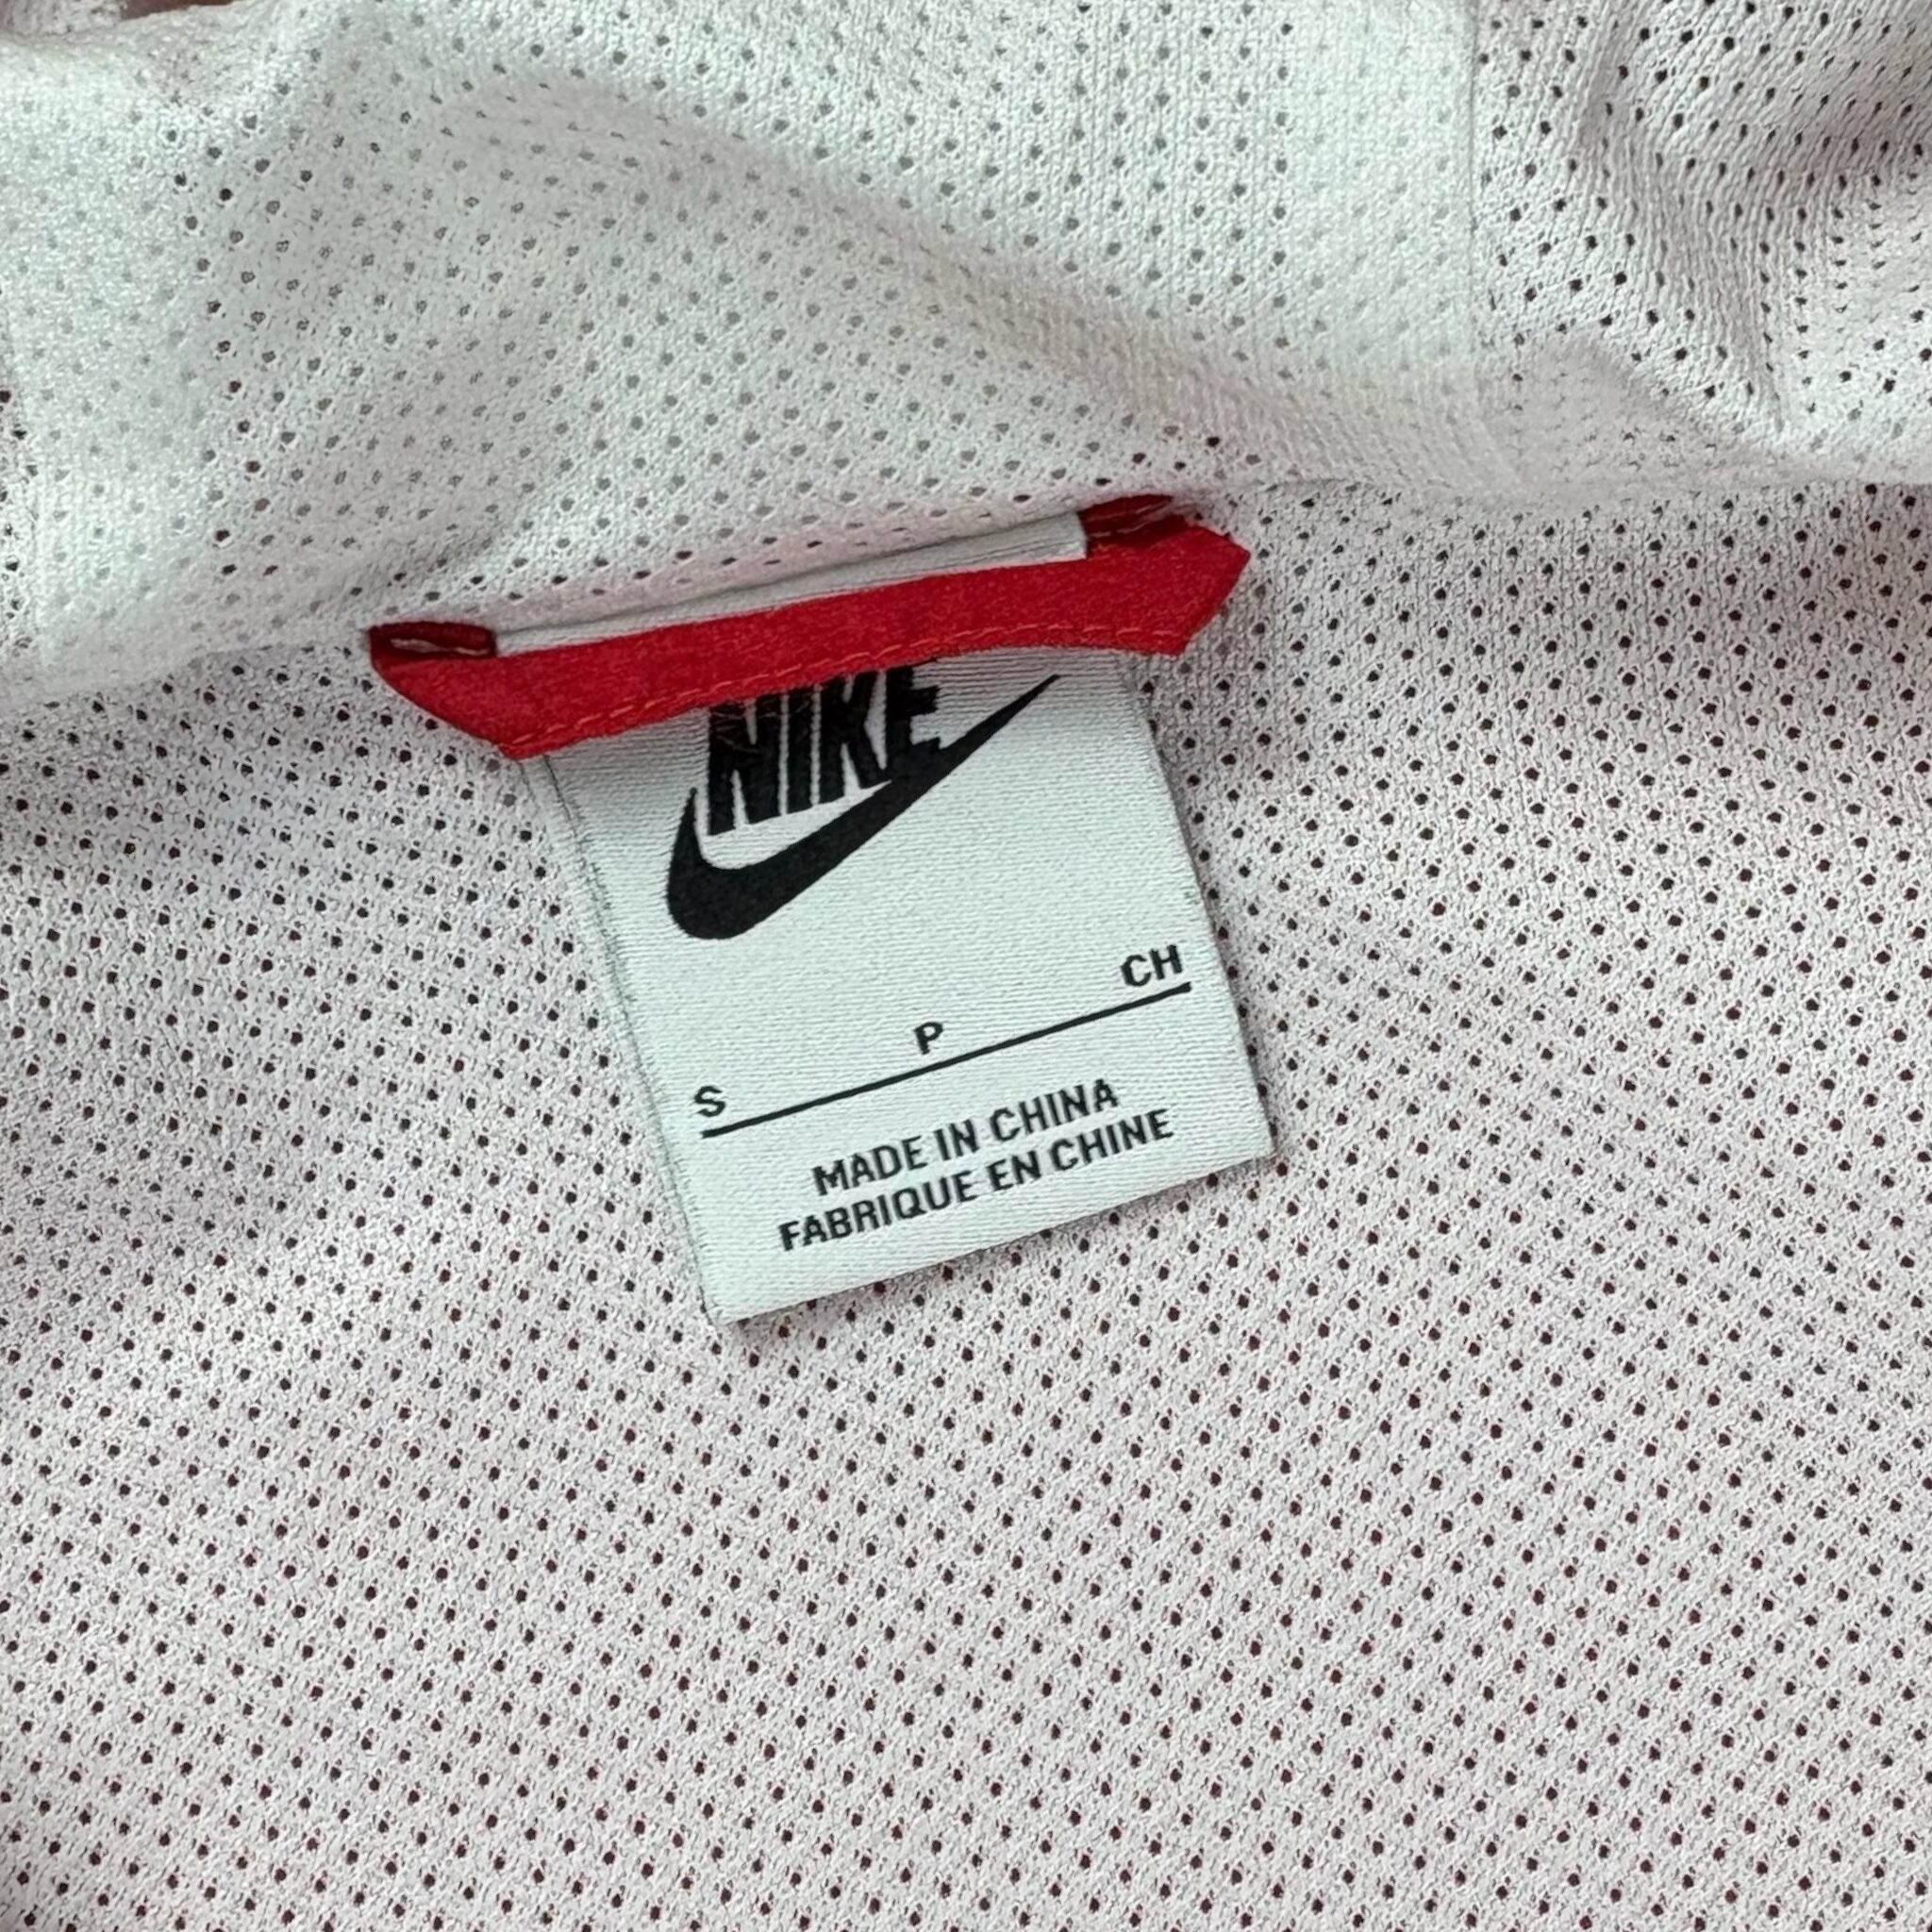 NIKE
S P CH
MADE IN CHINA
FABRIQUE EN CHINE